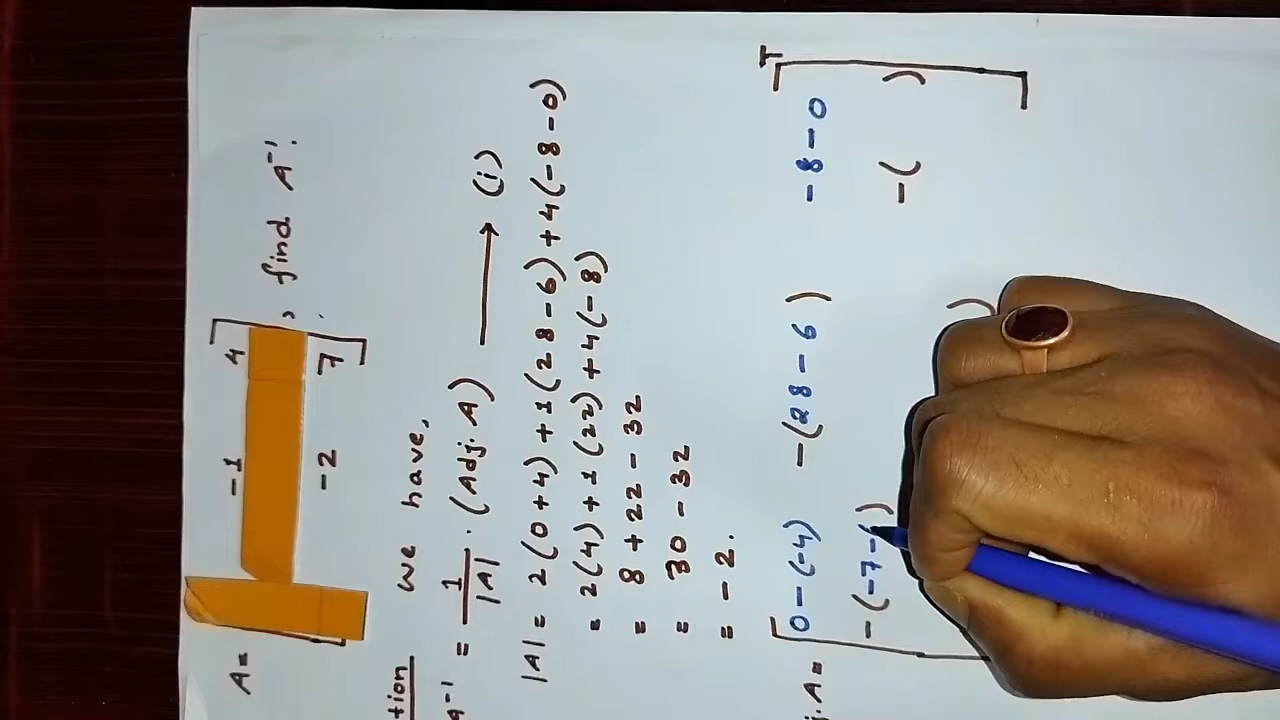 -1 4
A= , find A⁻¹.
-2 7
tion We have,
A⁻¹ = 1/|A| . (Adj. A) ⟶ (i)
|A| = 2(0+4)+1(28-6)+4(-8-0)
= 2(4)+1(22)+4(-8)
= 8+22-32
= 30-32
= -2.
j. A = [0-(-4) -(28-6) -8-0]T
-(-7- ) -( )
)